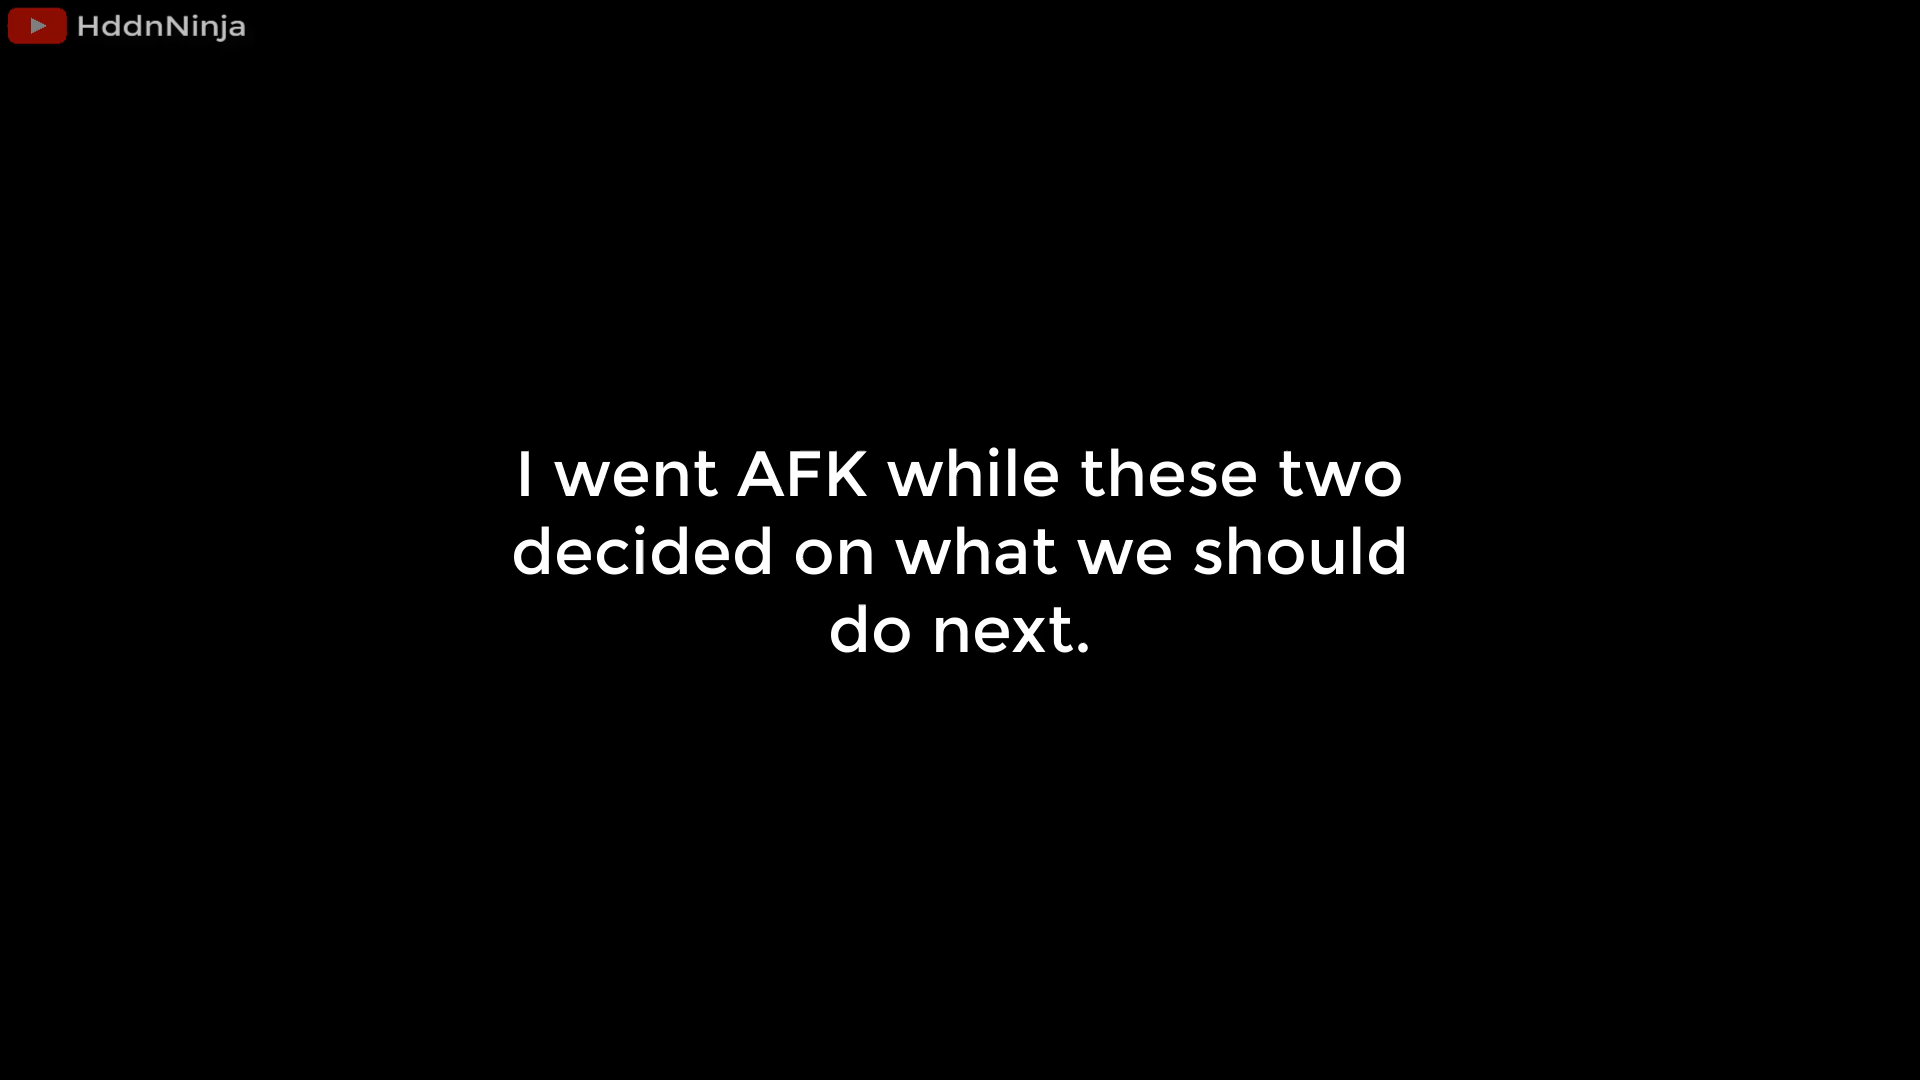 HddnNinja
I went AFK while these two
decided on what we should
do next.